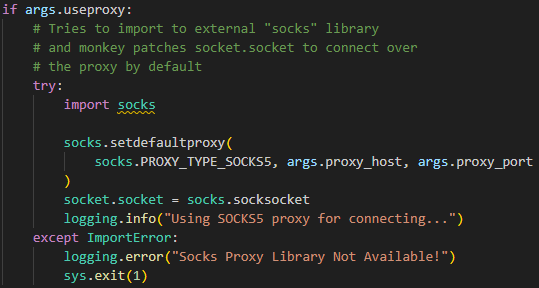 if args.useproxy:
    # Tries to import to external "socks" library
    # and monkey patches socket.socket to connect over
    # the proxy by default
    try:
        import socks

        socks.setdefaultproxy(
            socks.PROXY_TYPE_SOCKS5, args.proxy_host, args.proxy_port
        )
        socket.socket = socks.socksocket
        logging.info("Using SOCKS5 proxy for connecting...")
    except ImportError:
        logging.error("Socks Proxy Library Not Available!")
        sys.exit(1)